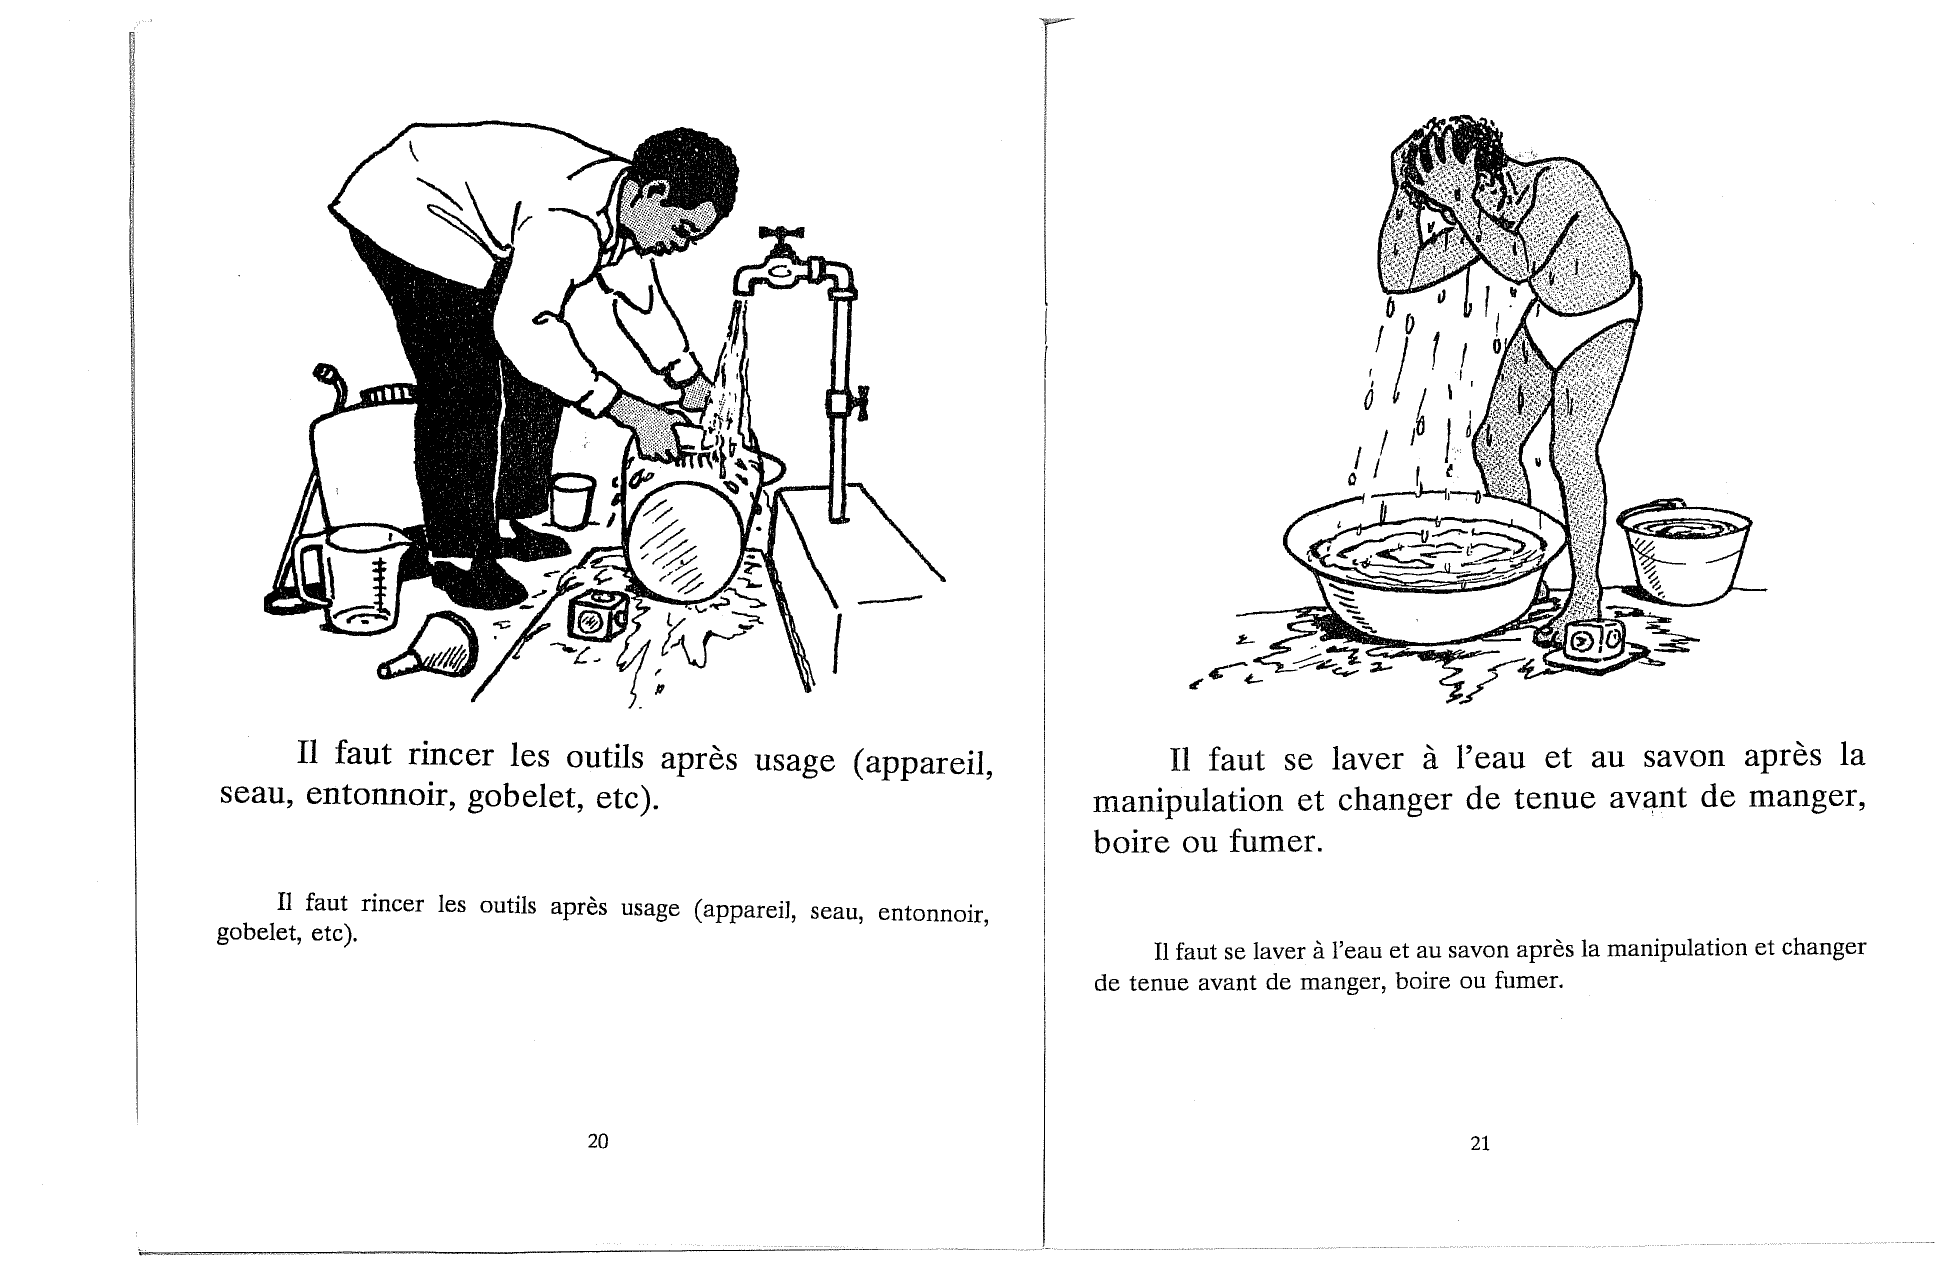 Il faut rincer les outils après usage (appareil,
seau, entonnoir, gobelet, etc).
Il faut rincer les outils après usage (appareil, seau, entonnoir,
gobelet, etc).
20
Il faut se laver à l'eau et au savon après la
manipulation et changer de tenue avant de manger,
boire ou fumer.
Il faut se laver à l'eau et au savon après la manipulation et changer
de tenue avant de manger, boire ou fumer.
21